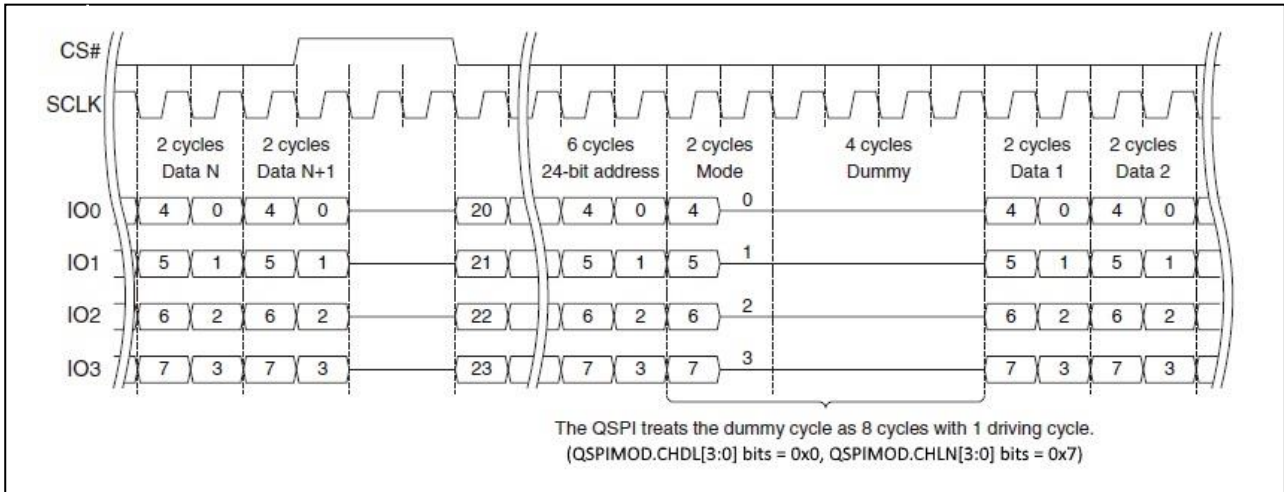 CS#
SCLK
2 cycles 2 cycles 6 cycles 2 cycles 4 cycles 2 cycles 2 cycles
Data N Data N+1 24-bit address Mode Dummy Data 1 Data 2
IO0 4 0 4 0 20 4 0 4 0 4 0 4 0
IO1 5 1 5 1 21 5 1 5 1 5 1 5 1
IO2 6 2 6 2 22 6 2 6 2 6 2 6 2
IO3 7 3 7 3 23 7 3 7 3 7 3 7 3
The QSPI treats the dummy cycle as 8 cycles with 1 driving cycle.
(QSPIMOD.CHDL[3:0] bits = 0x0, QSPIMOD.CHLN[3:0] bits = 0x7)